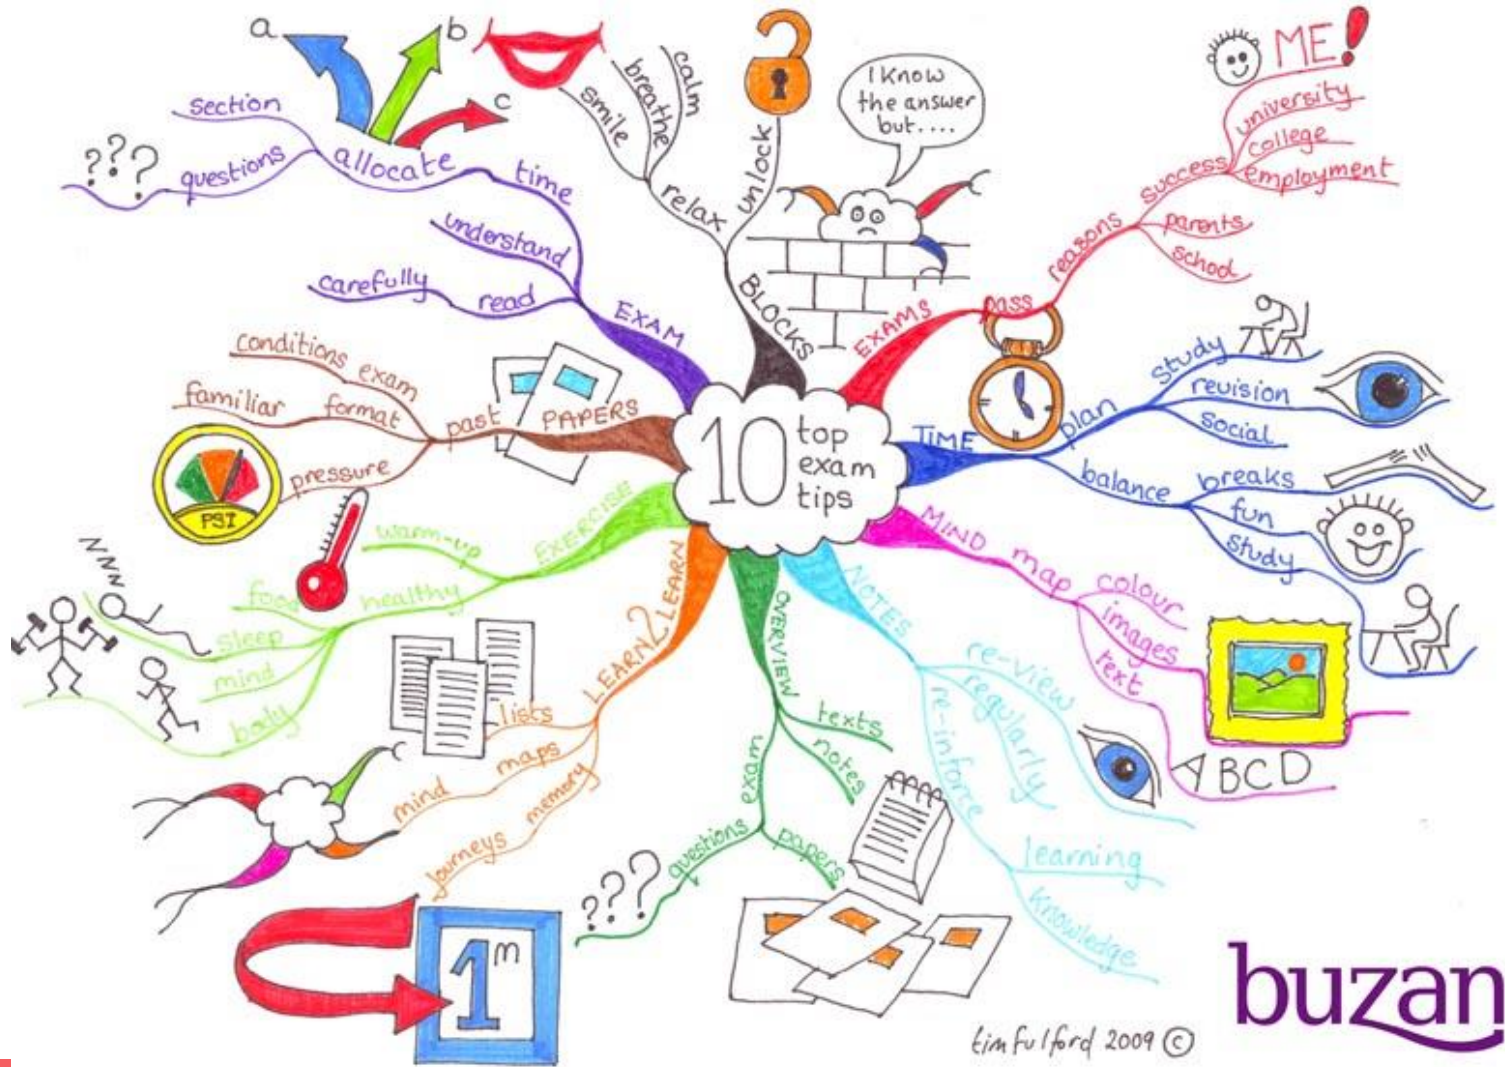 10 top
exam
tips
EXAMS
pass
reasons
success
ME!
university
college
employment
parents
school
TIME
plan
study
revision
social
balance
breaks
fun
study
MIND map
colour
images
text
ABCD
NOTES
re-view
regularly
re-inforce
learning
knowledge
OVERVIEW
texts
notes
exam
questions
???
papers
LEARN 2 LEARN
lists
mind maps
journeys memory
1m
EXERCISE
warm-up
healthy
food
sleep
NNN
mind
body
PAPERS
past
conditions exam
familiar format
pressure
PSI
EXAM
time
allocate
a
b
c
section
questions
???
understand
carefully read
BLOCKS
relax
smile
breathe
calm
unlock
I know
the answer
but....
timfulford 2009 ©
buzan